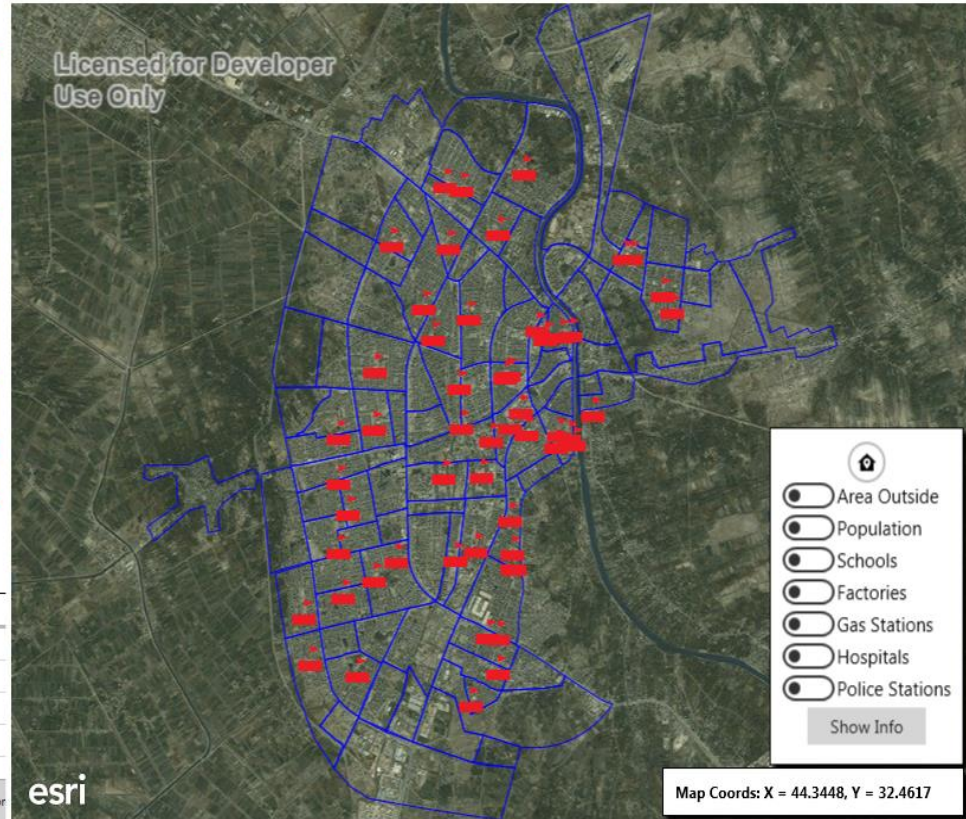 Licensed for Developer
Use Only
Area Outside
Population
Schools
Factories
Gas Stations
Hospitals
Police Stations
Show Info
esri
Map Coords: X = 44.3448, Y = 32.4617